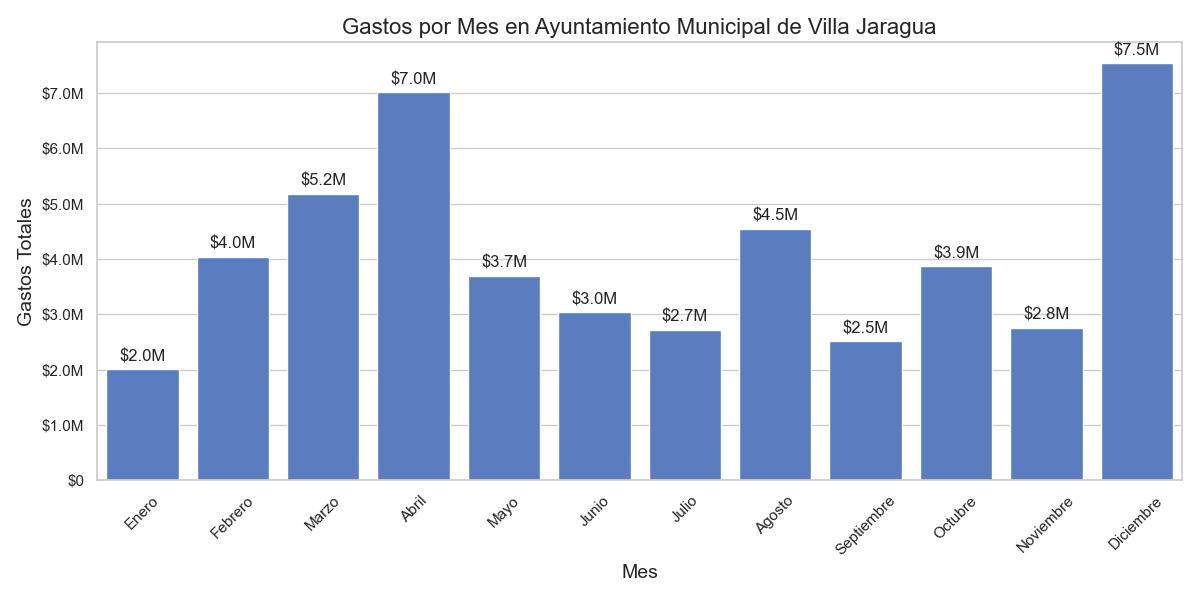 Gastos por Mes en Ayuntamiento Municipal de Villa Jaragua
Gastos Totales
$7.0M
$6.0M
$5.0M
$4.0M
$3.0M
$2.0M
$1.0M
$0
$2.0M
$4.0M
$5.2M
$7.0M
$3.7M
$3.0M
$2.7M
$4.5M
$2.5M
$3.9M
$2.8M
$7.5M
Enero
Febrero
Marzo
Abril
Mayo
Junio
Julio
Agosto
Septiembre
Octubre
Noviembre
Diciembre
Mes